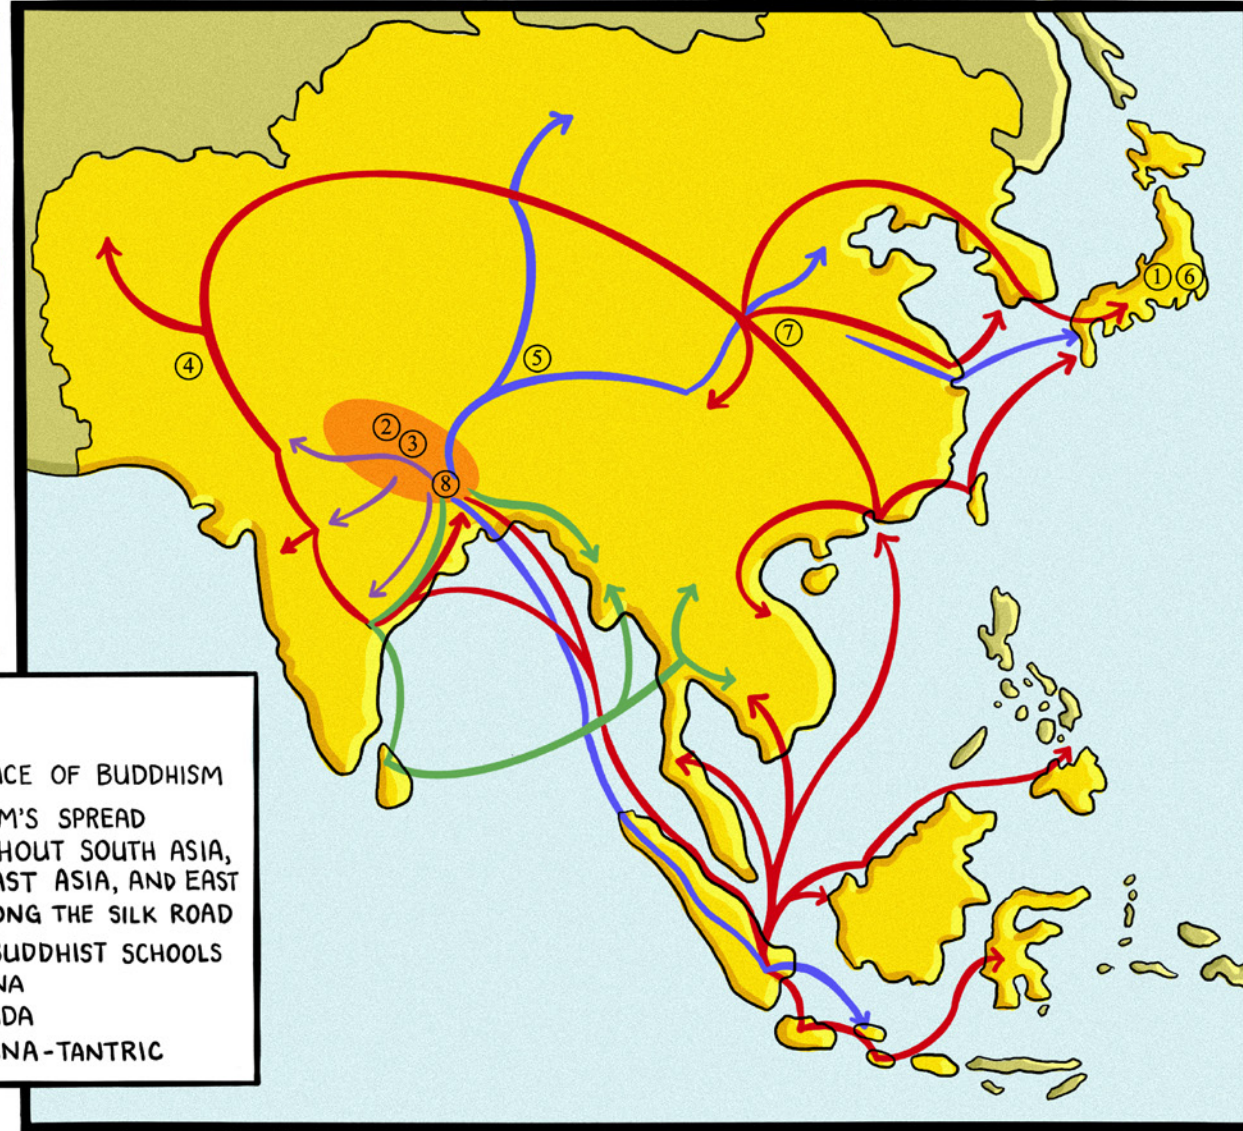 ④
⑤
⑦
① ⑥
②
③
⑧
CE OF BUDDHISM
M'S SPREAD
HOUT SOUTH ASIA,
AST ASIA, AND EAST
ONG THE SILK ROAD
BUDDHIST SCHOOLS
NA
DA
NA-TANTRIC